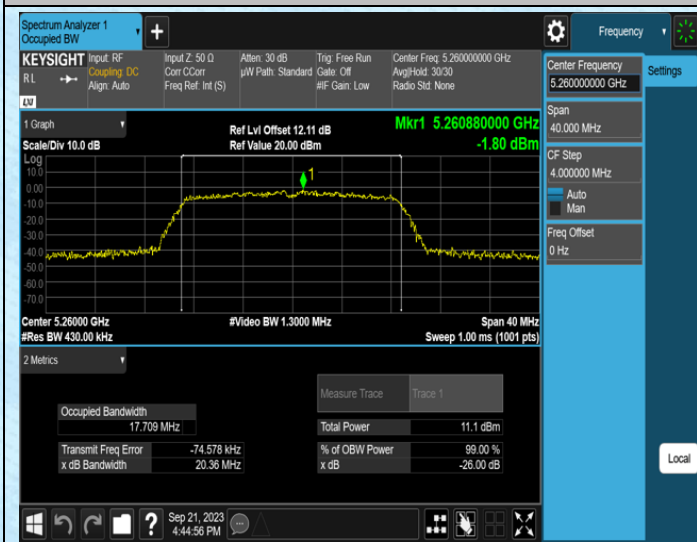 Spectrum Analyzer 1
Occupied BW
Frequency
KEYSIGHT
RL
LXI
Input: RF
Coupling: DC
Align: Auto
Input Z: 50 Ω
Corr CCorr
Freq Ref: Int (S)
Atten: 30 dB
µW Path: Standard
Trig: Free Run
Gate: Off
#IF Gain: Low
Center Freq: 5.260000000 GHz
Avg|Hold: 30/30
Radio Std: None
Center Frequency
5.260000000 GHz
Settings
Span
40.000 MHz
CF Step
4.000000 MHz
Auto
Man
Freq Offset
0 Hz
1 Graph
Scale/Div 10.0 dB
Ref Lvl Offset 12.11 dB
Ref Value 20.00 dBm
Mkr1 5.260880000 GHz
-1.80 dBm
Log
10.0
0.00
-10.0
-20.0
-30.0
-40.0
-50.0
-60.0
-70.0
1
Center 5.26000 GHz
#Res BW 430.00 kHz
#Video BW 1.3000 MHz
Span 40 MHz
Sweep 1.00 ms (1001 pts)
2 Metrics
Measure Trace
Trace 1
Occupied Bandwidth
17.709 MHz
Total Power
11.1 dBm
Transmit Freq Error
-74.578 kHz
% of OBW Power
99.00 %
x dB Bandwidth
20.36 MHz
x dB
-26.00 dB
Local
Sep 21, 2023
4:44:56 PM